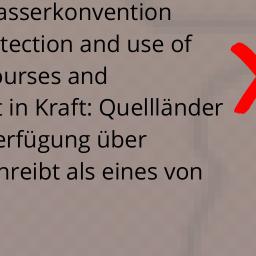 asserkonvention
tection and use of
ourses and
t in Kraft: Quellländer
erfügung über
hreibt als eines von